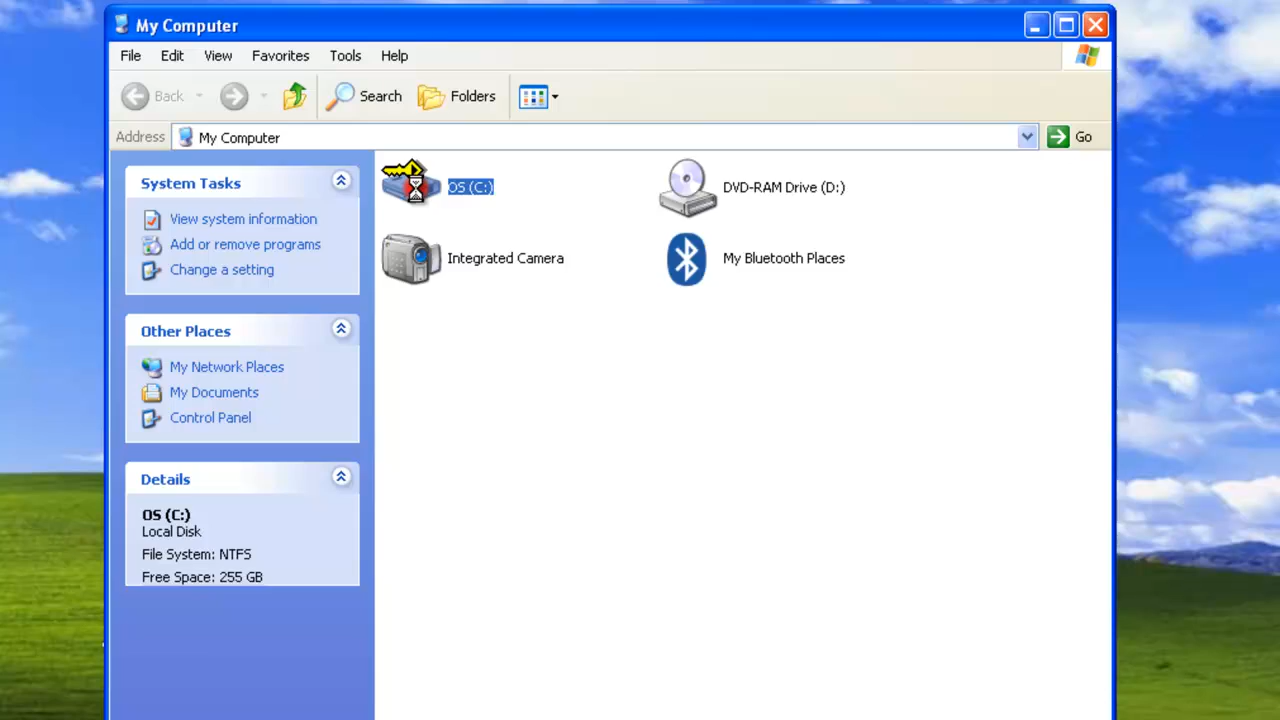 My Computer
File Edit View Favorites Tools Help
Back Search Folders
Address My Computer Go
System Tasks
View system information
Add or remove programs
Change a setting
Other Places
My Network Places
My Documents
Control Panel
Details
OS (C:)
Local Disk
File System: NTFS
Free Space: 255 GB
OS (C:)
DVD-RAM Drive (D:)
Integrated Camera
My Bluetooth Places